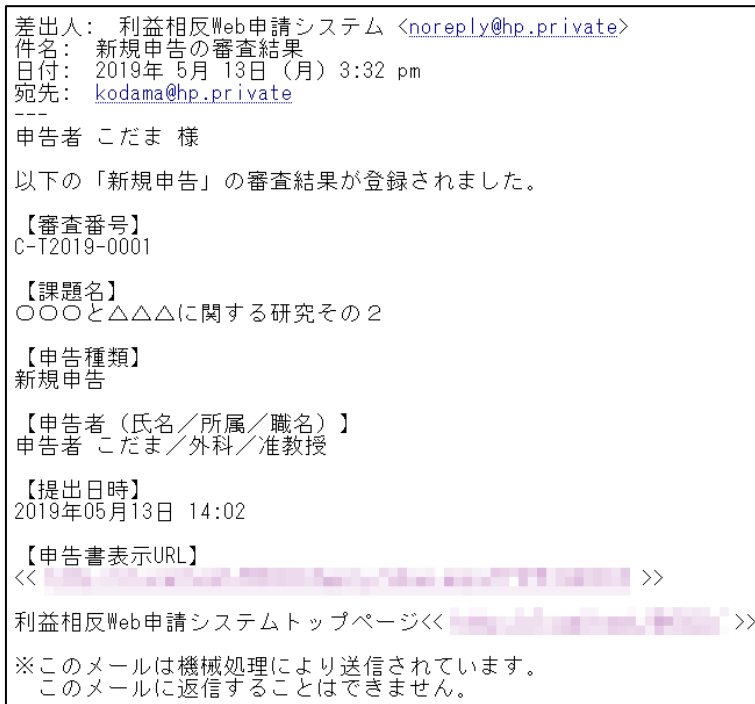 差出人: 利益相反Web申請システム <noreply@hp.private>
件名: 新規申告の審査結果
日付: 2019年 5月 13日 (月) 3:32 pm
宛先: kodama@hp.private
---
申告者 こだま 様
以下の「新規申告」の審査結果が登録されました。
【審査番号】
C-T2019-0001
【課題名】
○○○と△△△に関する研究その2
【申告種類】
新規申告
【申告者(氏名/所属/職名)】
申告者 こだま/外科/准教授
【提出日時】
2019年05月13日 14:02
【申告書表示URL】
<< >>
利益相反Web申請システムトップページ<< >>
※このメールは機械処理により送信されています。
このメールに返信することはできません。